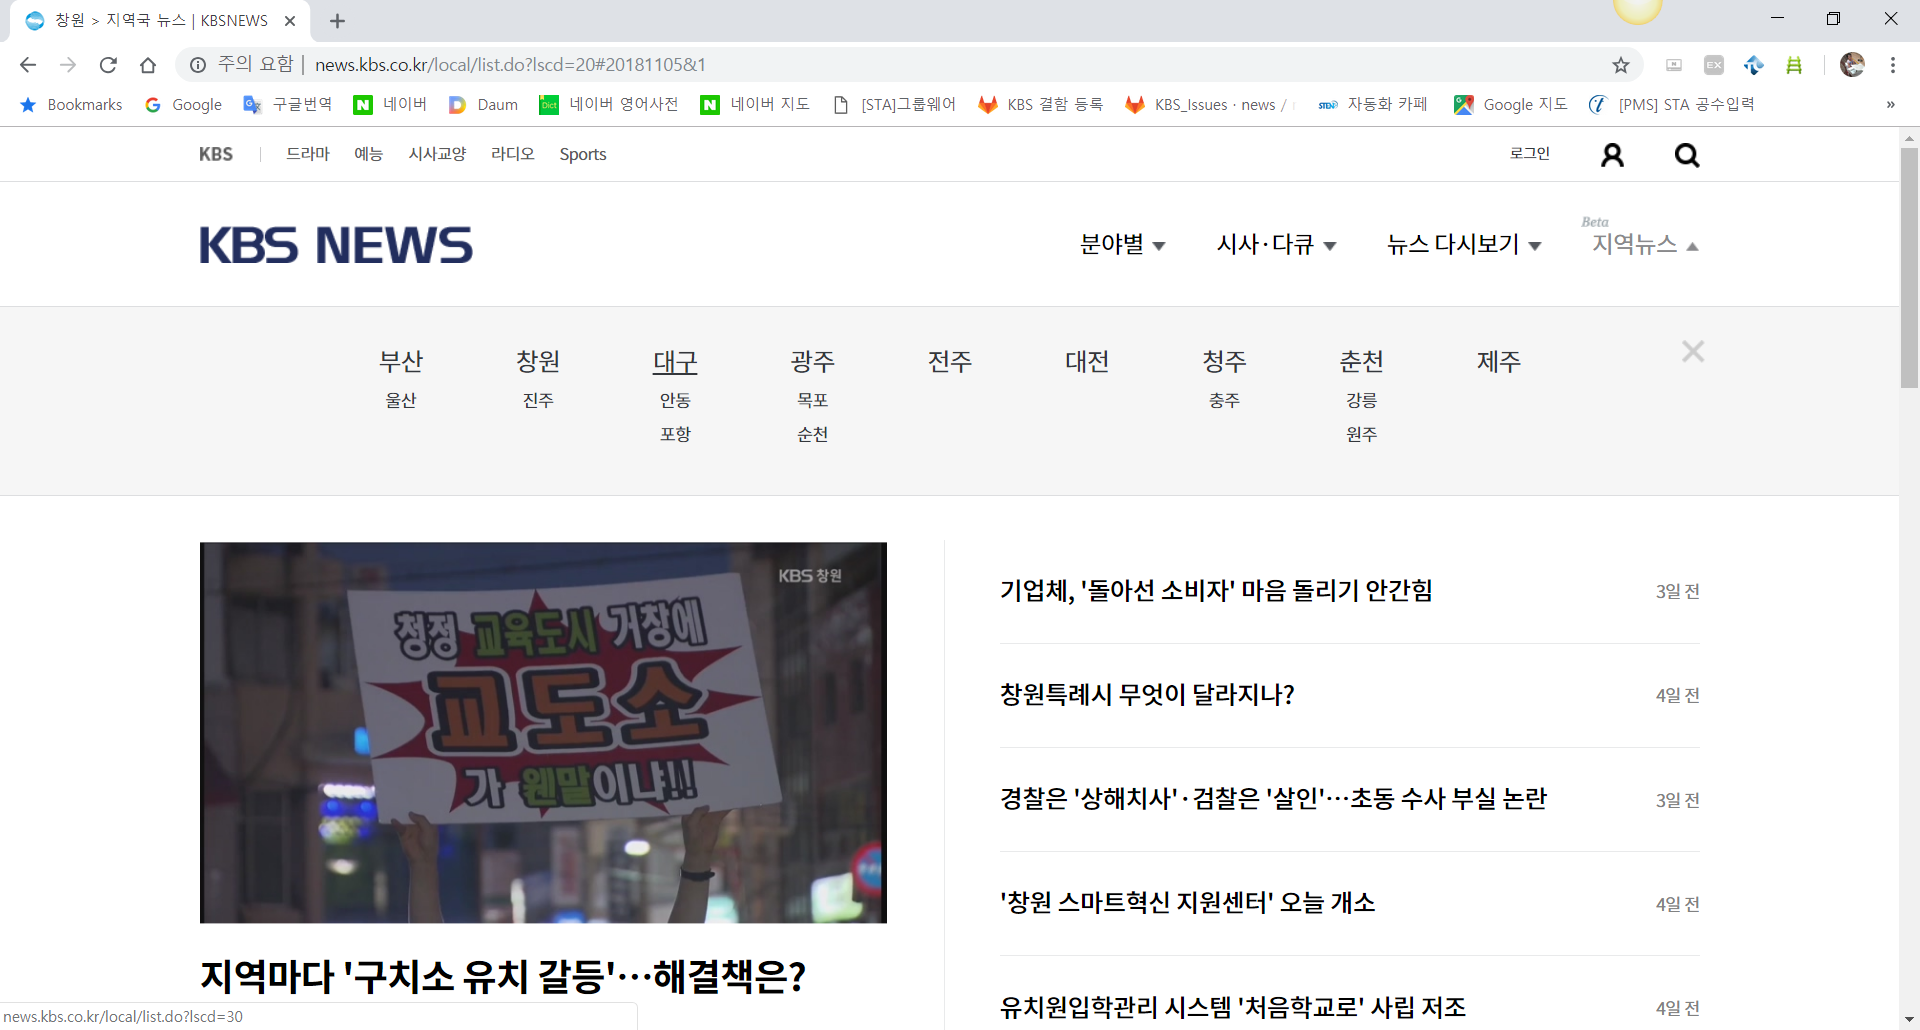 창원 > 지역국 뉴스 | KBSNEWS
주의 요함 | news.kbs.co.kr/local/list.do?lscd=20#20181105&1
Bookmarks Google 구글번역 네이버 Daum 네이버 영어사전 네이버 지도 [STA]그룹웨어 KBS 결함 등록 KBS_Issues · news / 자동화 카페 Google 지도 [PMS] STA 공수입력 »
KBS 드라마 예능 시사교양 라디오 Sports 로그인
Beta
KBS NEWS 분야별 시사·다큐 뉴스 다시보기 지역뉴스
부산 창원 대구 광주 전주 대전 청주 춘천 제주
울산 진주 안동 목포 충주 강릉
포항 순천 원주
KBS 창원
청정 교육도시 거창에
교도소
가 웬말이냐!!!
지역마다 '구치소 유치 갈등'…해결책은?
기업체, '돌아선 소비자' 마음 돌리기 안간힘 3일 전
창원특례시 무엇이 달라지나? 4일 전
경찰은 '상해치사'·검찰은 '살인'…초동 수사 부실 논란 3일 전
'창원 스마트혁신 지원센터' 오늘 개소 4일 전
유치원입학관리 시스템 '처음학교로' 사립 저조 4일 전
news.kbs.co.kr/local/list.do?lscd=30